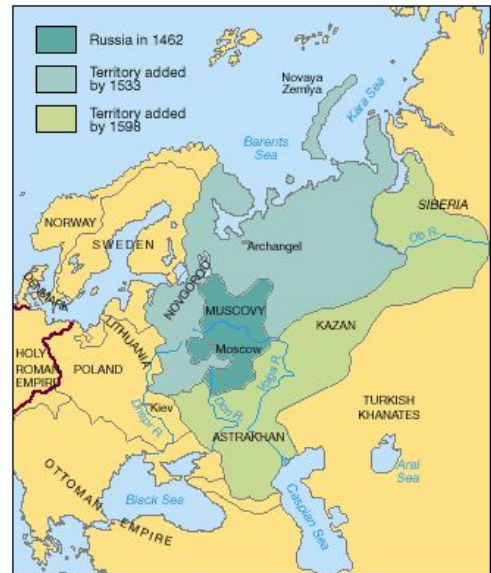 Russia in 1462
Territory added
by 1533
Territory added
by 1598
Novaya
Zemlya
Kara Sea
Barents
Sea
NORWAY
SWEDEN
Archangel
SIBERIA
Ob R.
DENMARK
NOVGOROD
MUSCOVY
Moscow
KAZAN
LITHUANIA
HOLY
ROMAN
EMPIRE
POLAND
Volga R.
Don R.
Kiev
Dnipr R.
TURKISH
KHANATES
ASTRAKHAN
Aral
Sea
Black Sea
Caspian Sea
OTTOMAN EMPIRE